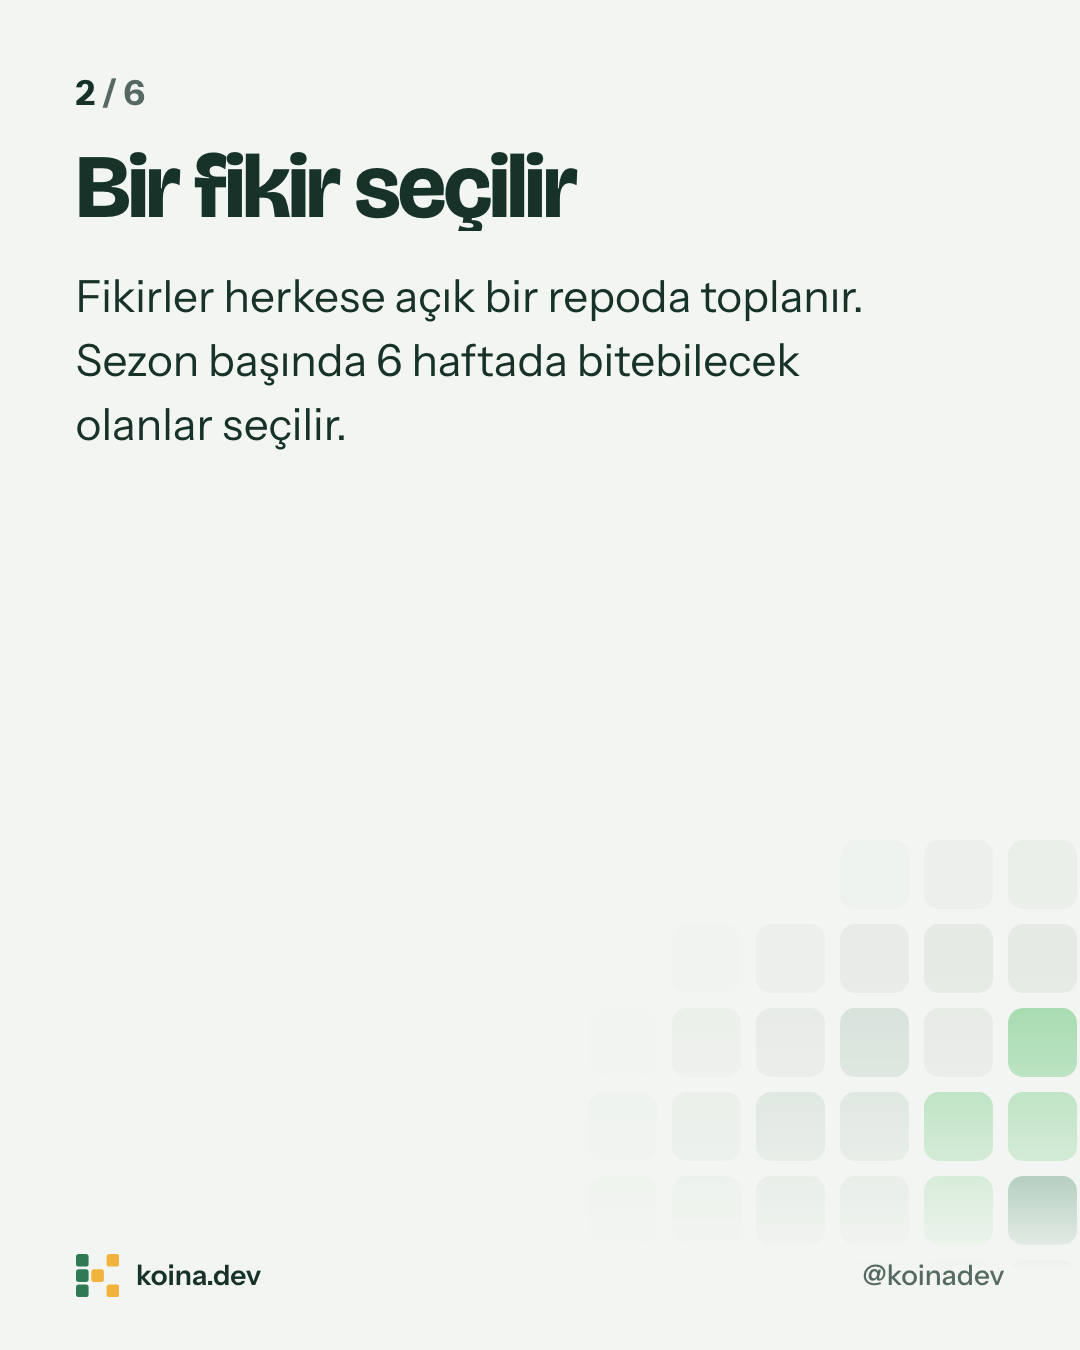 2 / 6
Bir fikir seçilir
Fikirler herkese açık bir repoda toplanır.
Sezon başında 6 haftada bitebilecek
olanlar seçilir.
koina.dev
@koinadev